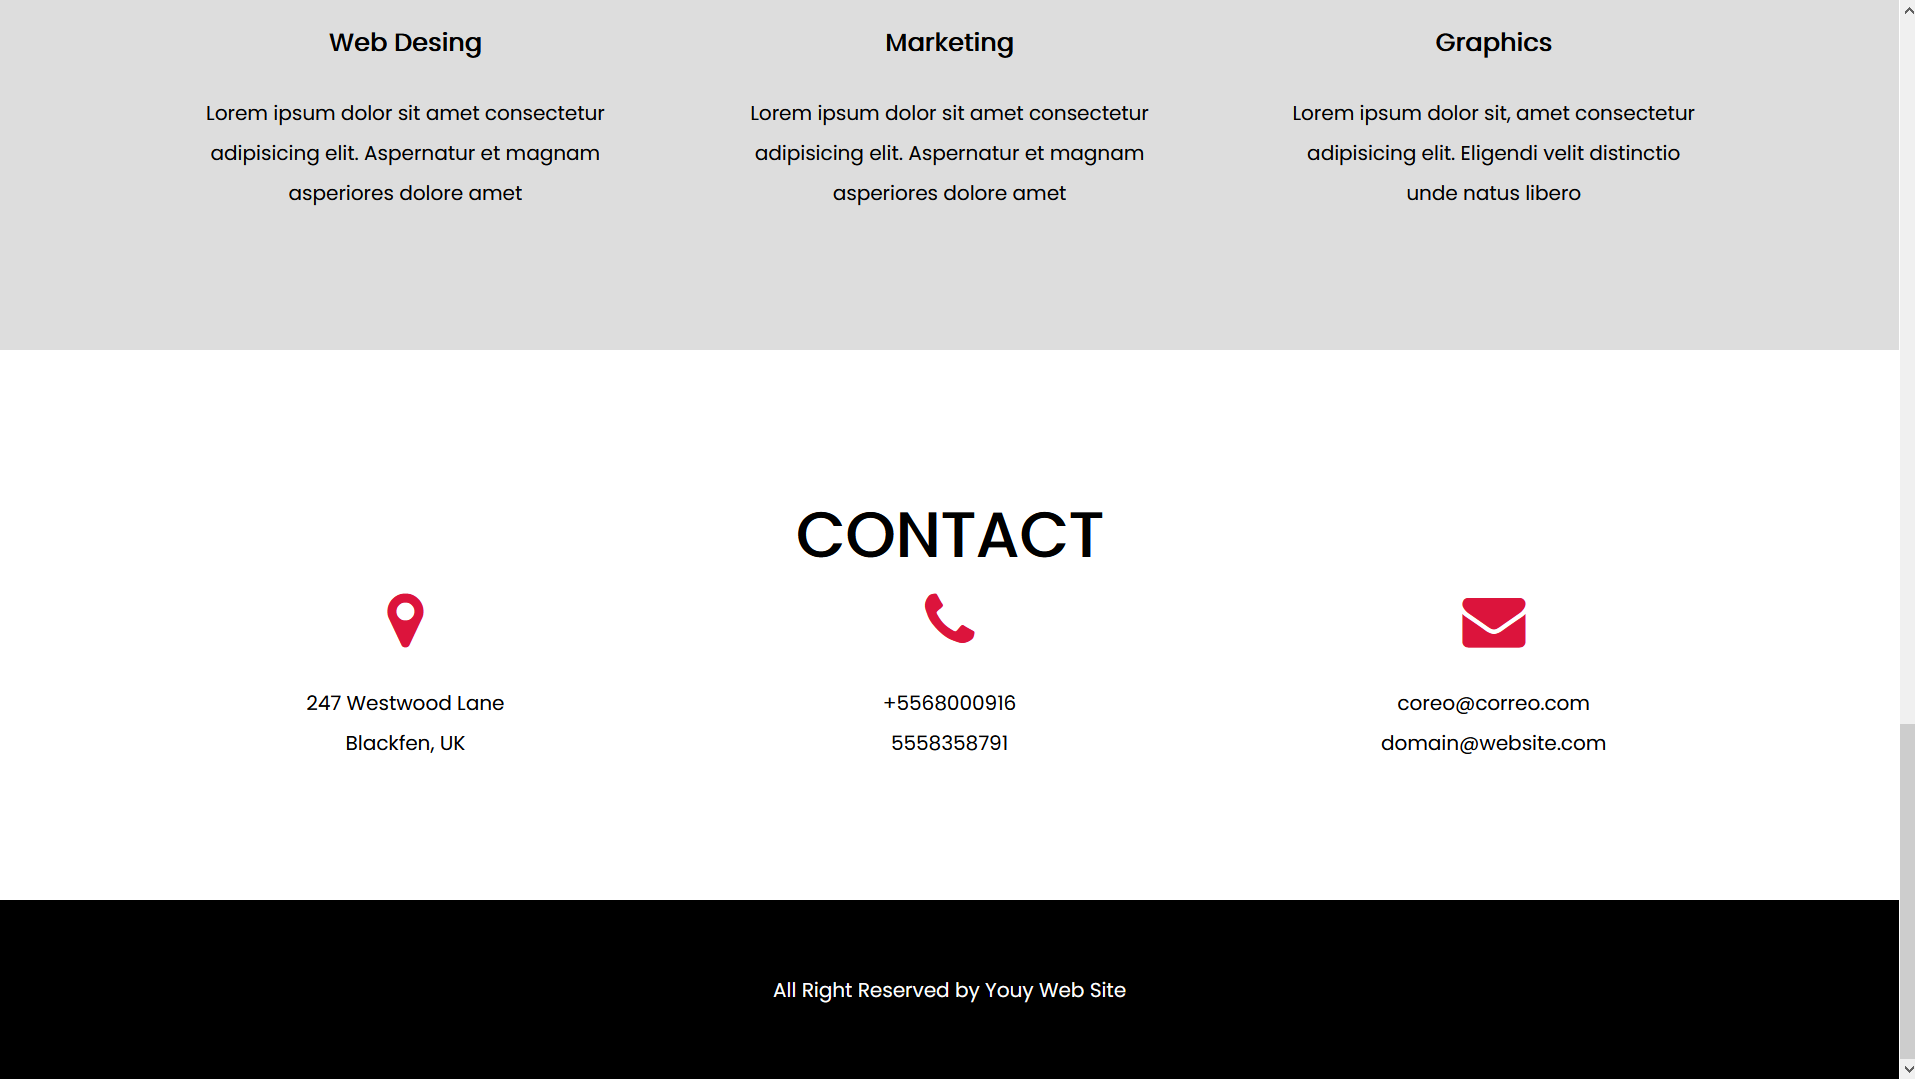 Web Desing
Lorem ipsum dolor sit amet consectetur
adipisicing elit. Aspernatur et magnam
asperiores dolore amet
Marketing
Lorem ipsum dolor sit amet consectetur
adipisicing elit. Aspernatur et magnam
asperiores dolore amet
Graphics
Lorem ipsum dolor sit, amet consectetur
adipisicing elit. Eligendi velit distinctio
unde natus libero
CONTACT
247 Westwood Lane
Blackfen, UK
+5568000916
5558358791
coreo@correo.com
domain@website.com
All Right Reserved by Youy Web Site